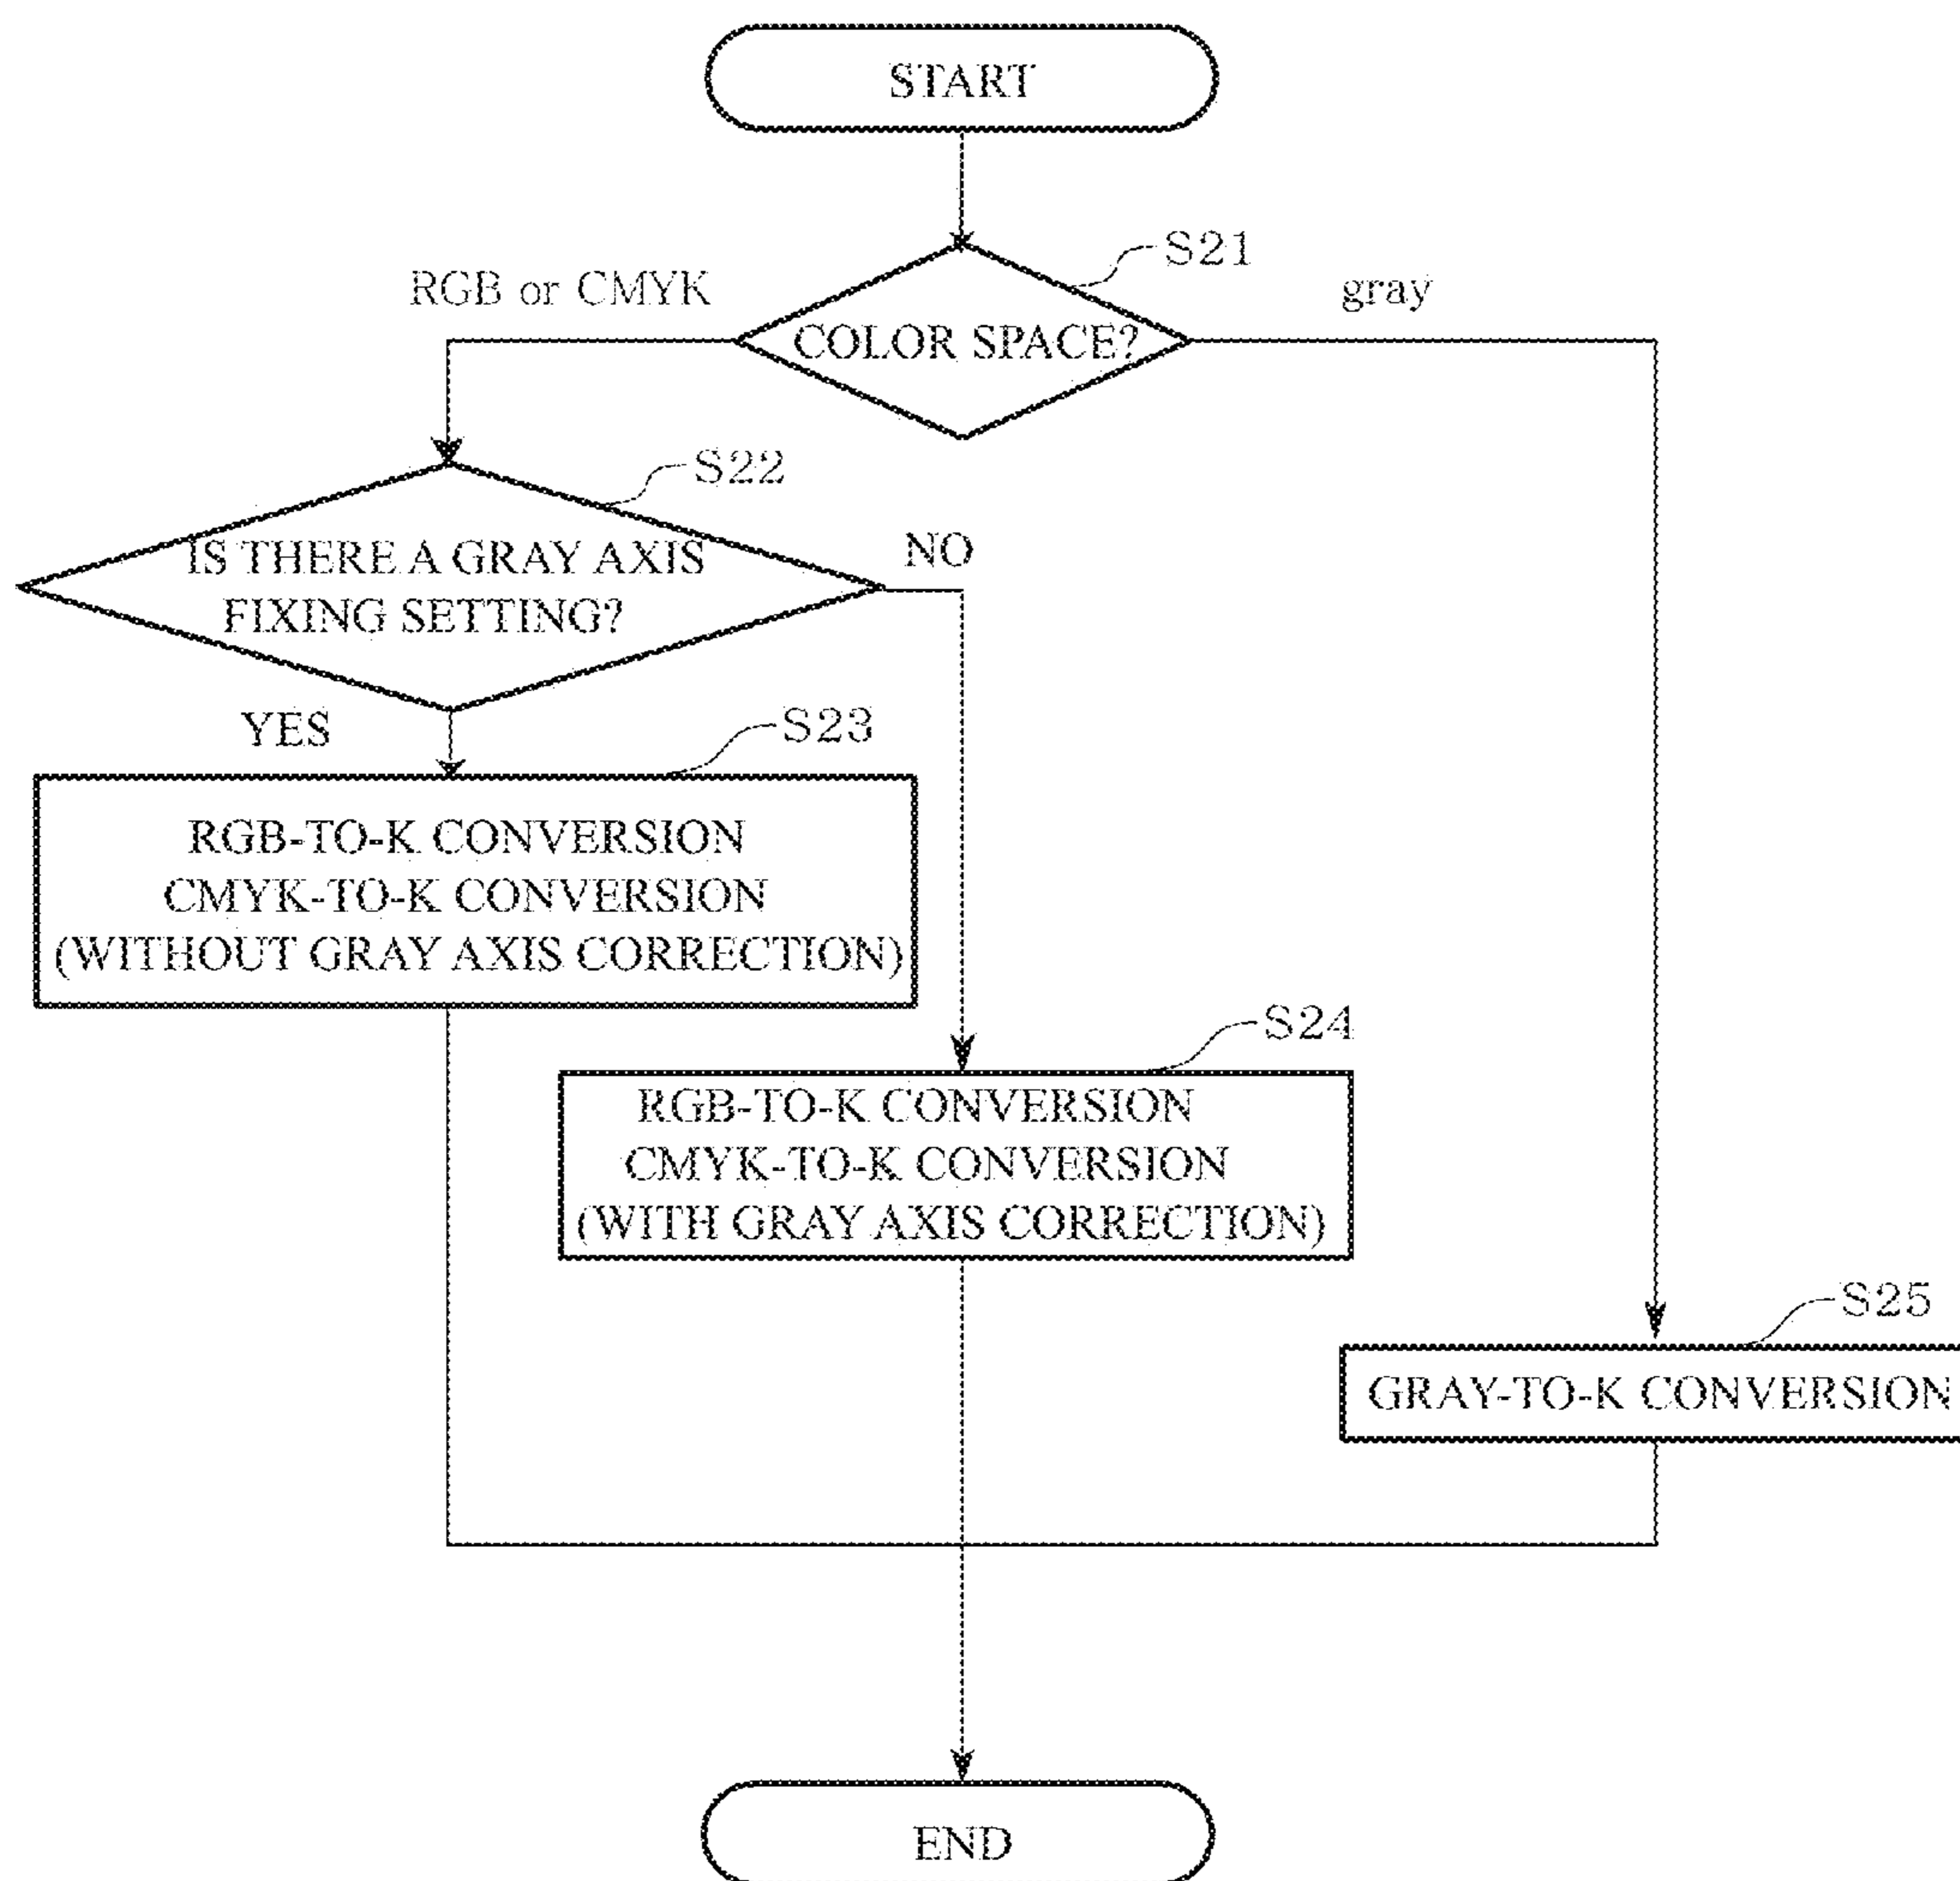 START
S21
RGB or CMYK
gray
COLOR SPACE?
S22
IS THERE A GRAY AXIS
FIXING SETTING?
NO
YES
S23
RGB-TO-K CONVERSION
CMYK-TO-K CONVERSION
(WITHOUT GRAY AXIS CORRECTION)
S24
RGB-TO-K CONVERSION
CMYK-TO-K CONVERSION
(WITH GRAY AXIS CORRECTION)
S25
GRAY-TO-K CONVERSION
END